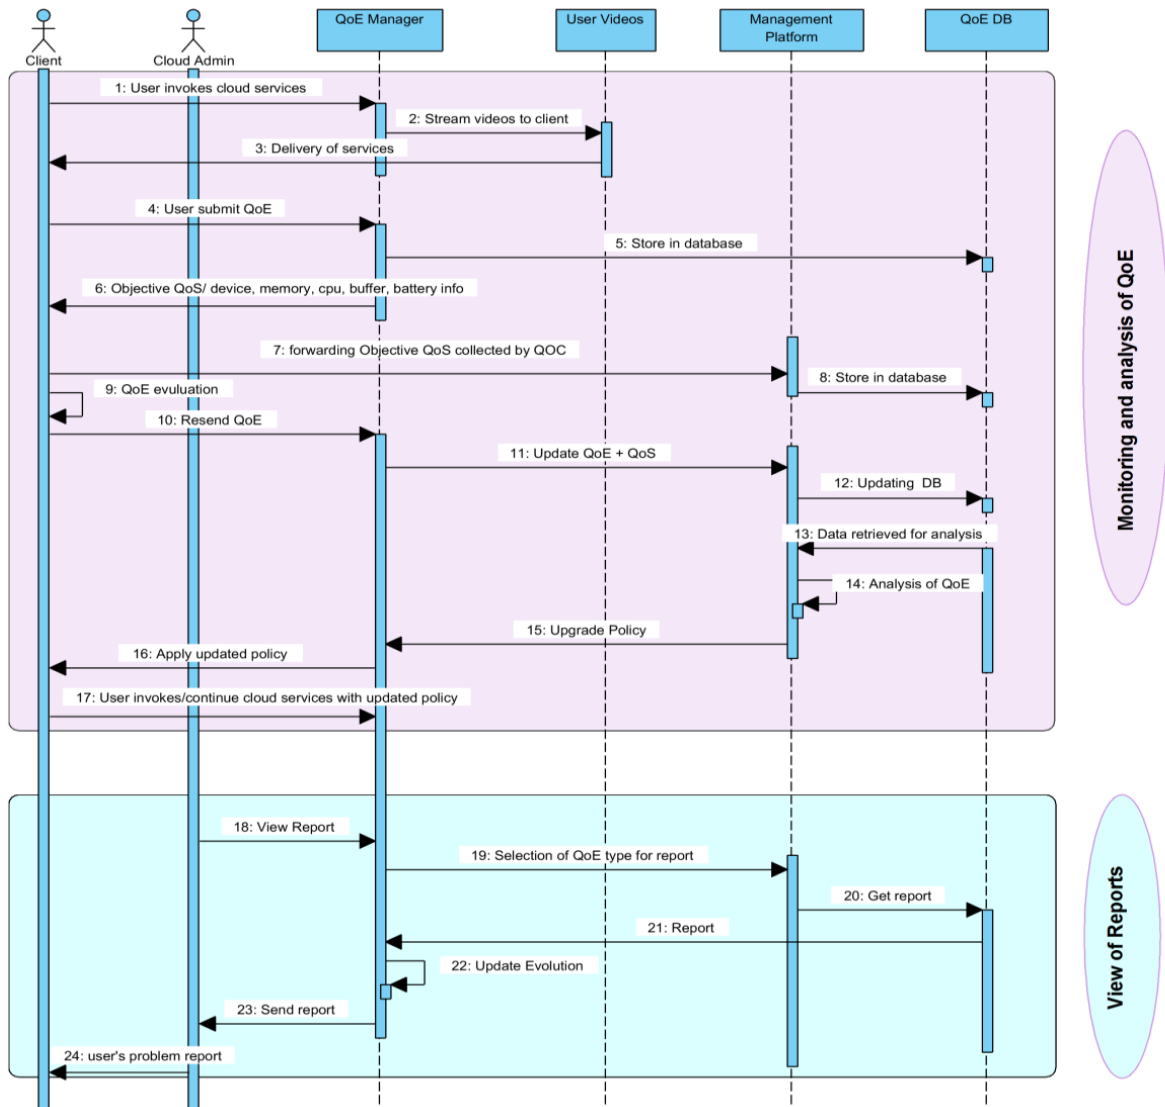 QoE Manager
User Videos
Management
Platform
QoE DB
Client
Cloud Admin
1: User invokes cloud services
2: Stream videos to client
3: Delivery of services
4: User submit QoE
5: Store in database
6: Objective QoS/ device, memory, cpu, buffer, battery info
7: forwarding Objective QoS collected by QOC
8: Store in database
9: QoE evuluation
10: Resend QoE
11: Update QoE + QoS
12: Updating DB
13: Data retrieved for analysis
14: Analysis of QoE
15: Upgrade Policy
16: Apply updated policy
17: User invokes/continue cloud services with updated policy
Monitoring and analysis of QoE
18: View Report
19: Selection of QoE type for report
20: Get report
21: Report
22: Update Evolution
23: Send report
24: user's problem report
View of Reports